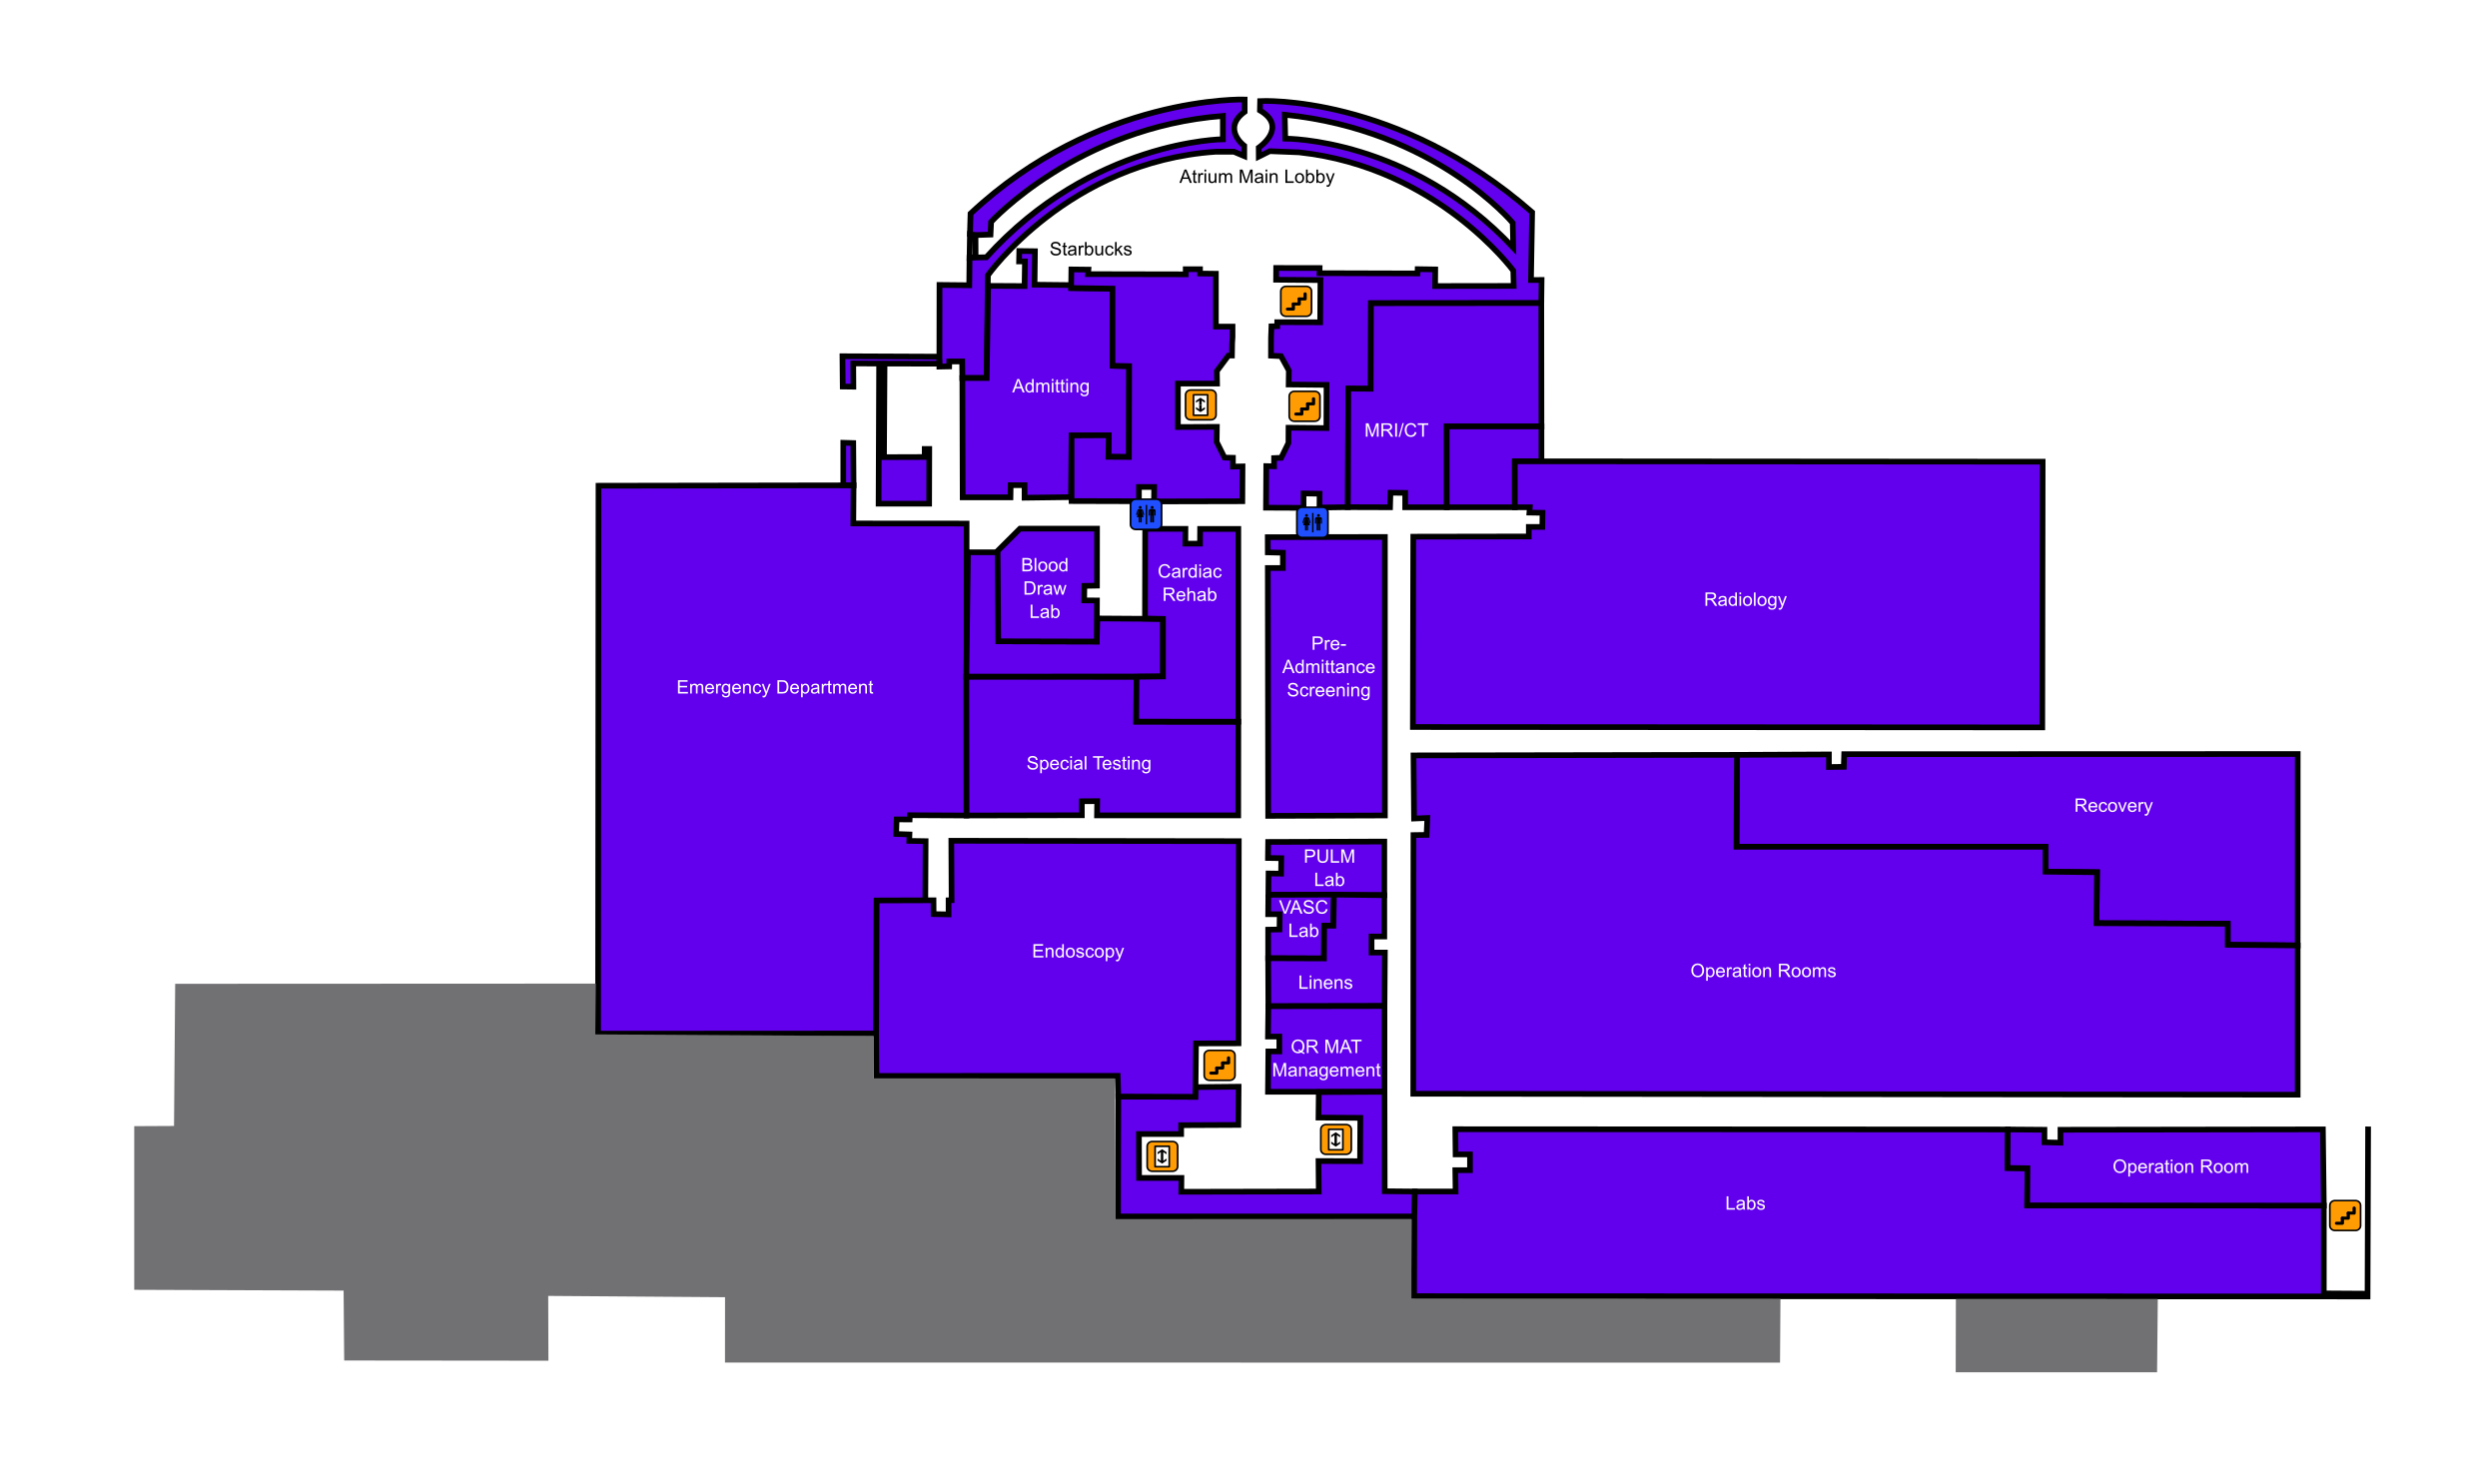 Atrium Main Lobby
Starbucks
Admitting
MRI/CT
Blood
Draw
Lab
Cardiac
Rehab
Radiology
Pre-
Admittance
Screening
Emergency Department
Special Testing
Recovery
PULM
Lab
VASC
Lab
Endoscopy
Operation Rooms
Linens
QR MAT
Management
Operation Room
Labs